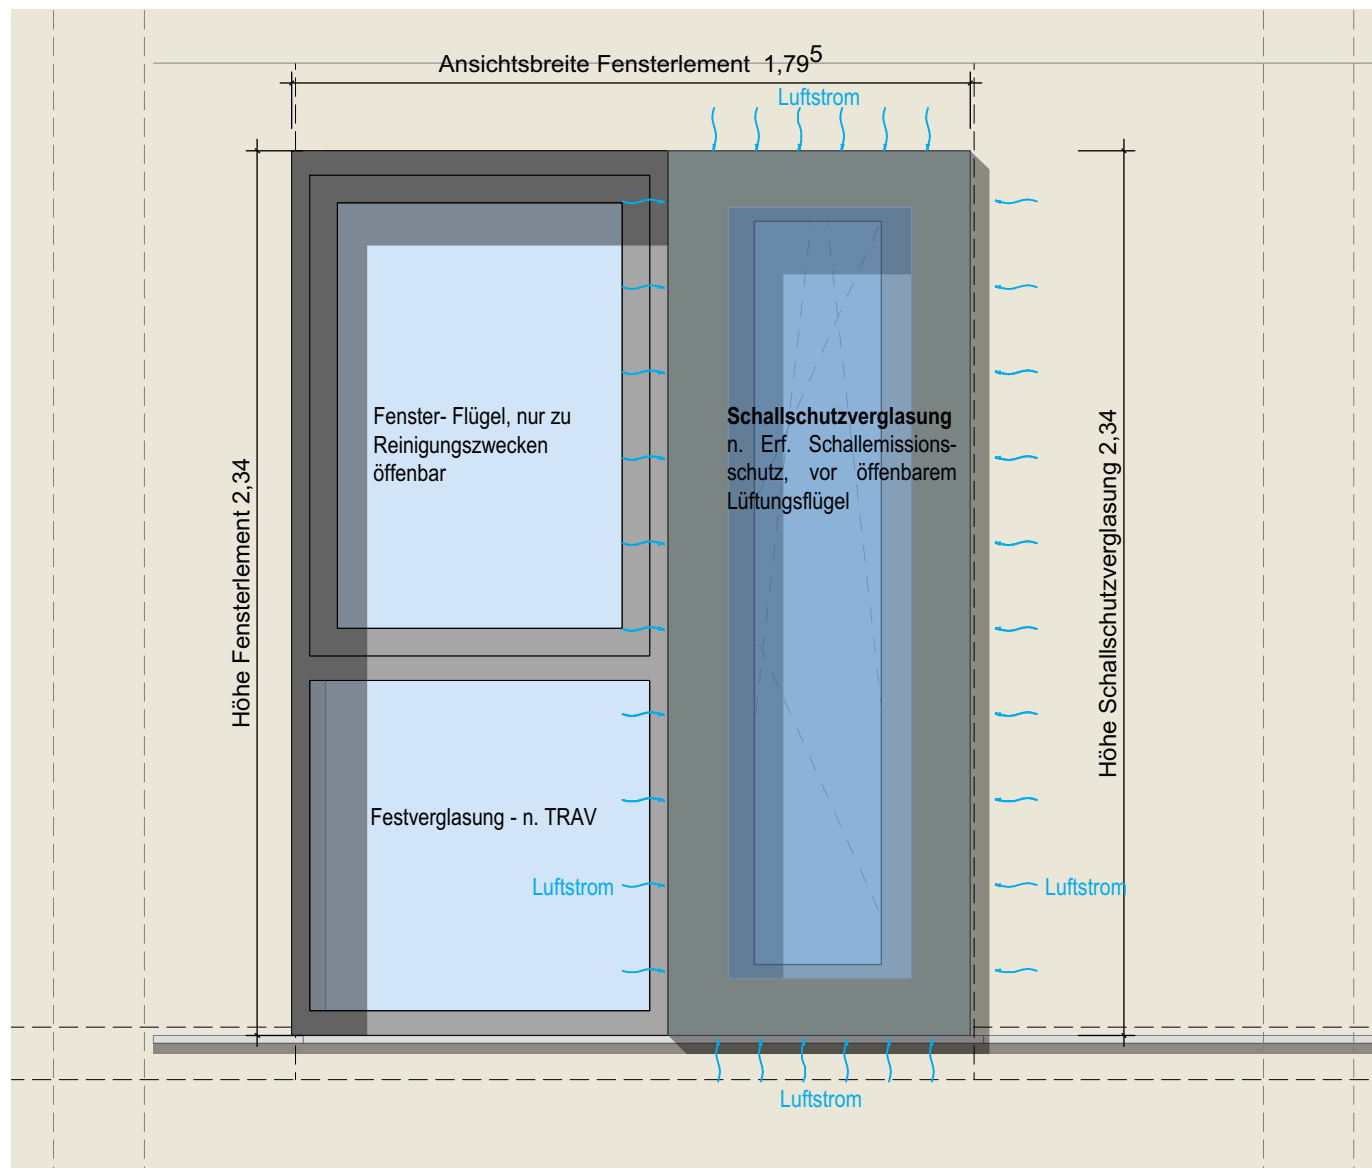 Ansichtsbreite Fensterlement 1,79⁵
Luftstrom
Höhe Fensterlement 2,34
Fenster- Flügel, nur zu
Reinigungszwecken
öffenbar
Schallschutzverglasung
n. Erf. Schallemissions-
schutz, vor öffenbarem
Lüftungsflügel
Höhe Schallschutzverglasung 2,34
Festverglasung - n. TRAV
Luftstrom
Luftstrom
Luftstrom